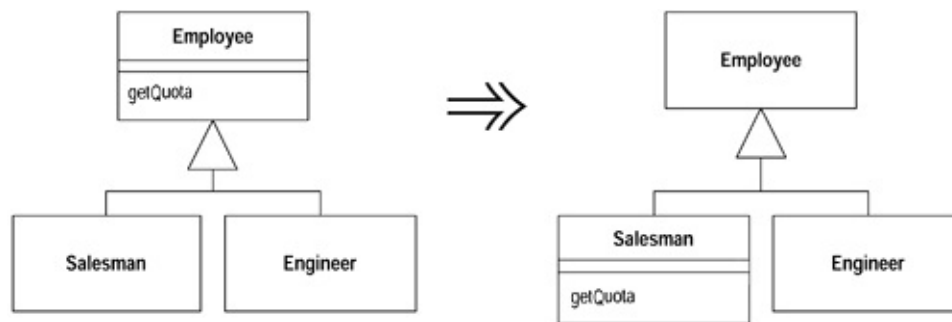 Employee
getQuota
Salesman
Engineer
Employee
Salesman
getQuota
Engineer